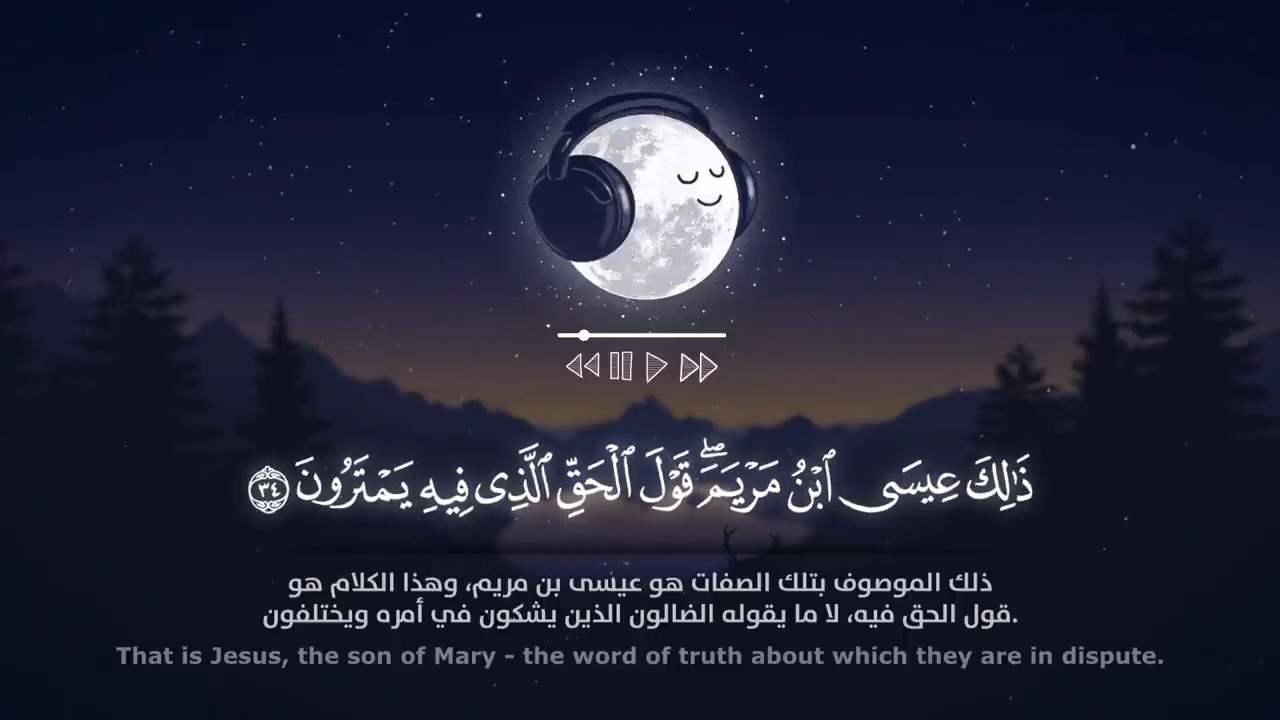 ذَٰلِكَ عِيسَى ٱبْنُ مَرْيَمَ ۖ قَوْلَ ٱلْحَقِّ ٱلَّذِى فِيهِ يَمْتَرُونَ ٣٤
ذلك الموصوف بتلك الصفات هو عيسى بن مريم، وهذا الكلام هو
قول الحق فيه، لا ما يقوله الضالون الذين يشكون في أمره ويختلفون.
That is Jesus, the son of Mary - the word of truth about which they are in dispute.